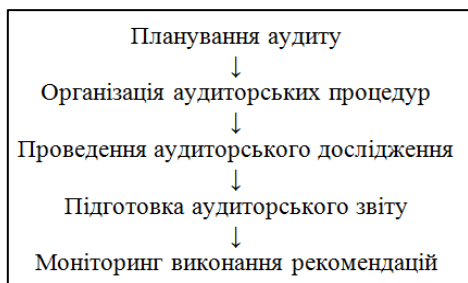 Планування аудиту
↓
Організація аудиторських процедур
↓
Проведення аудиторського дослідження
↓
Підготовка аудиторського звіту
↓
Моніторинг виконання рекомендацій